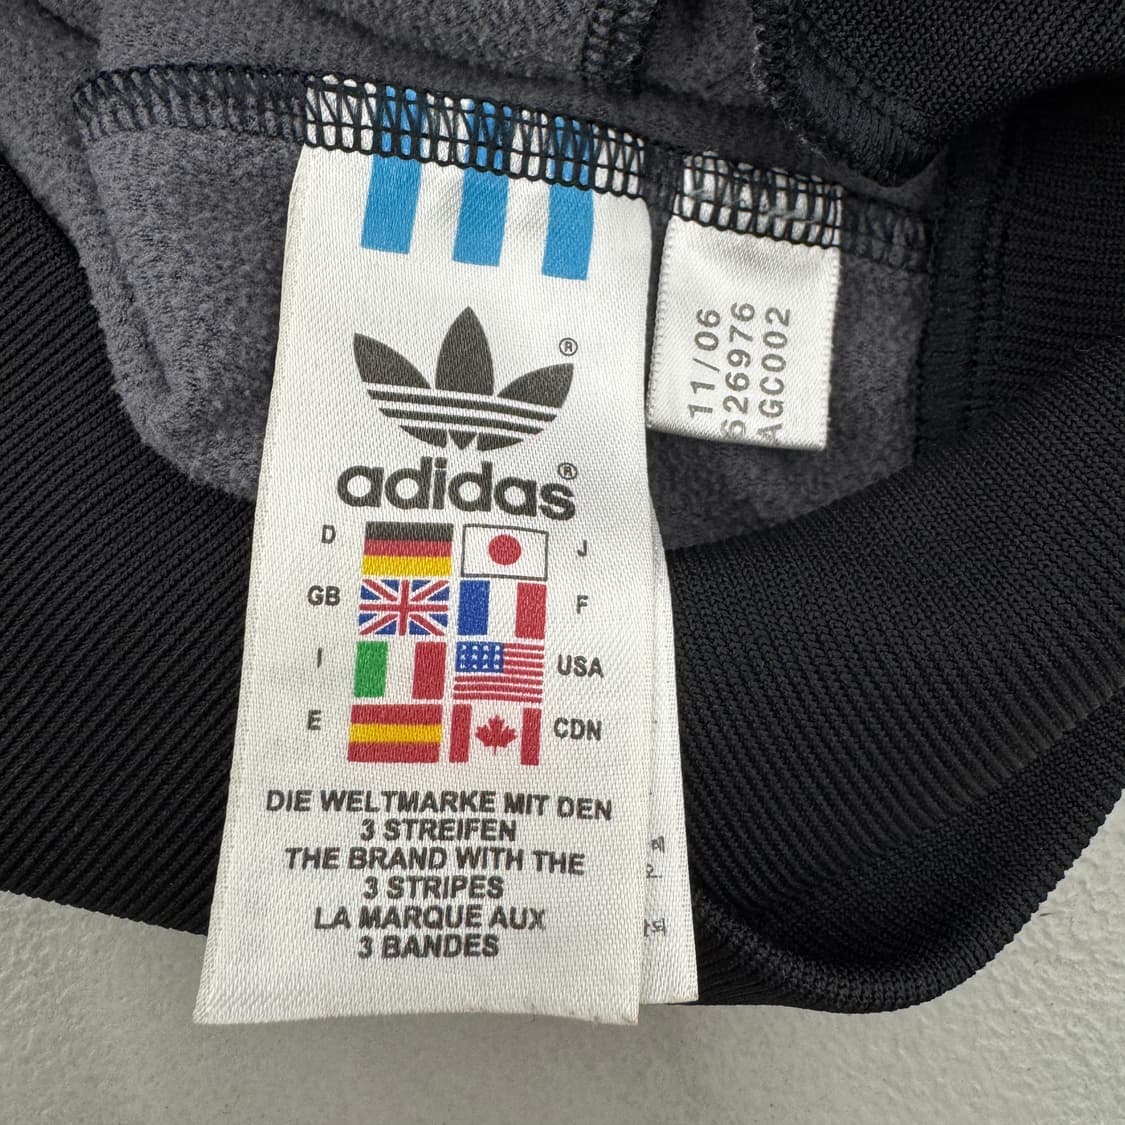 ®
adidas®
D
J
GB
F
I
USA
E
CDN
DIE WELTMARKE MIT DEN
3 STREIFEN
THE BRAND WITH THE
3 STRIPES
LA MARQUE AUX
3 BANDES
11/06
626976
AGC002